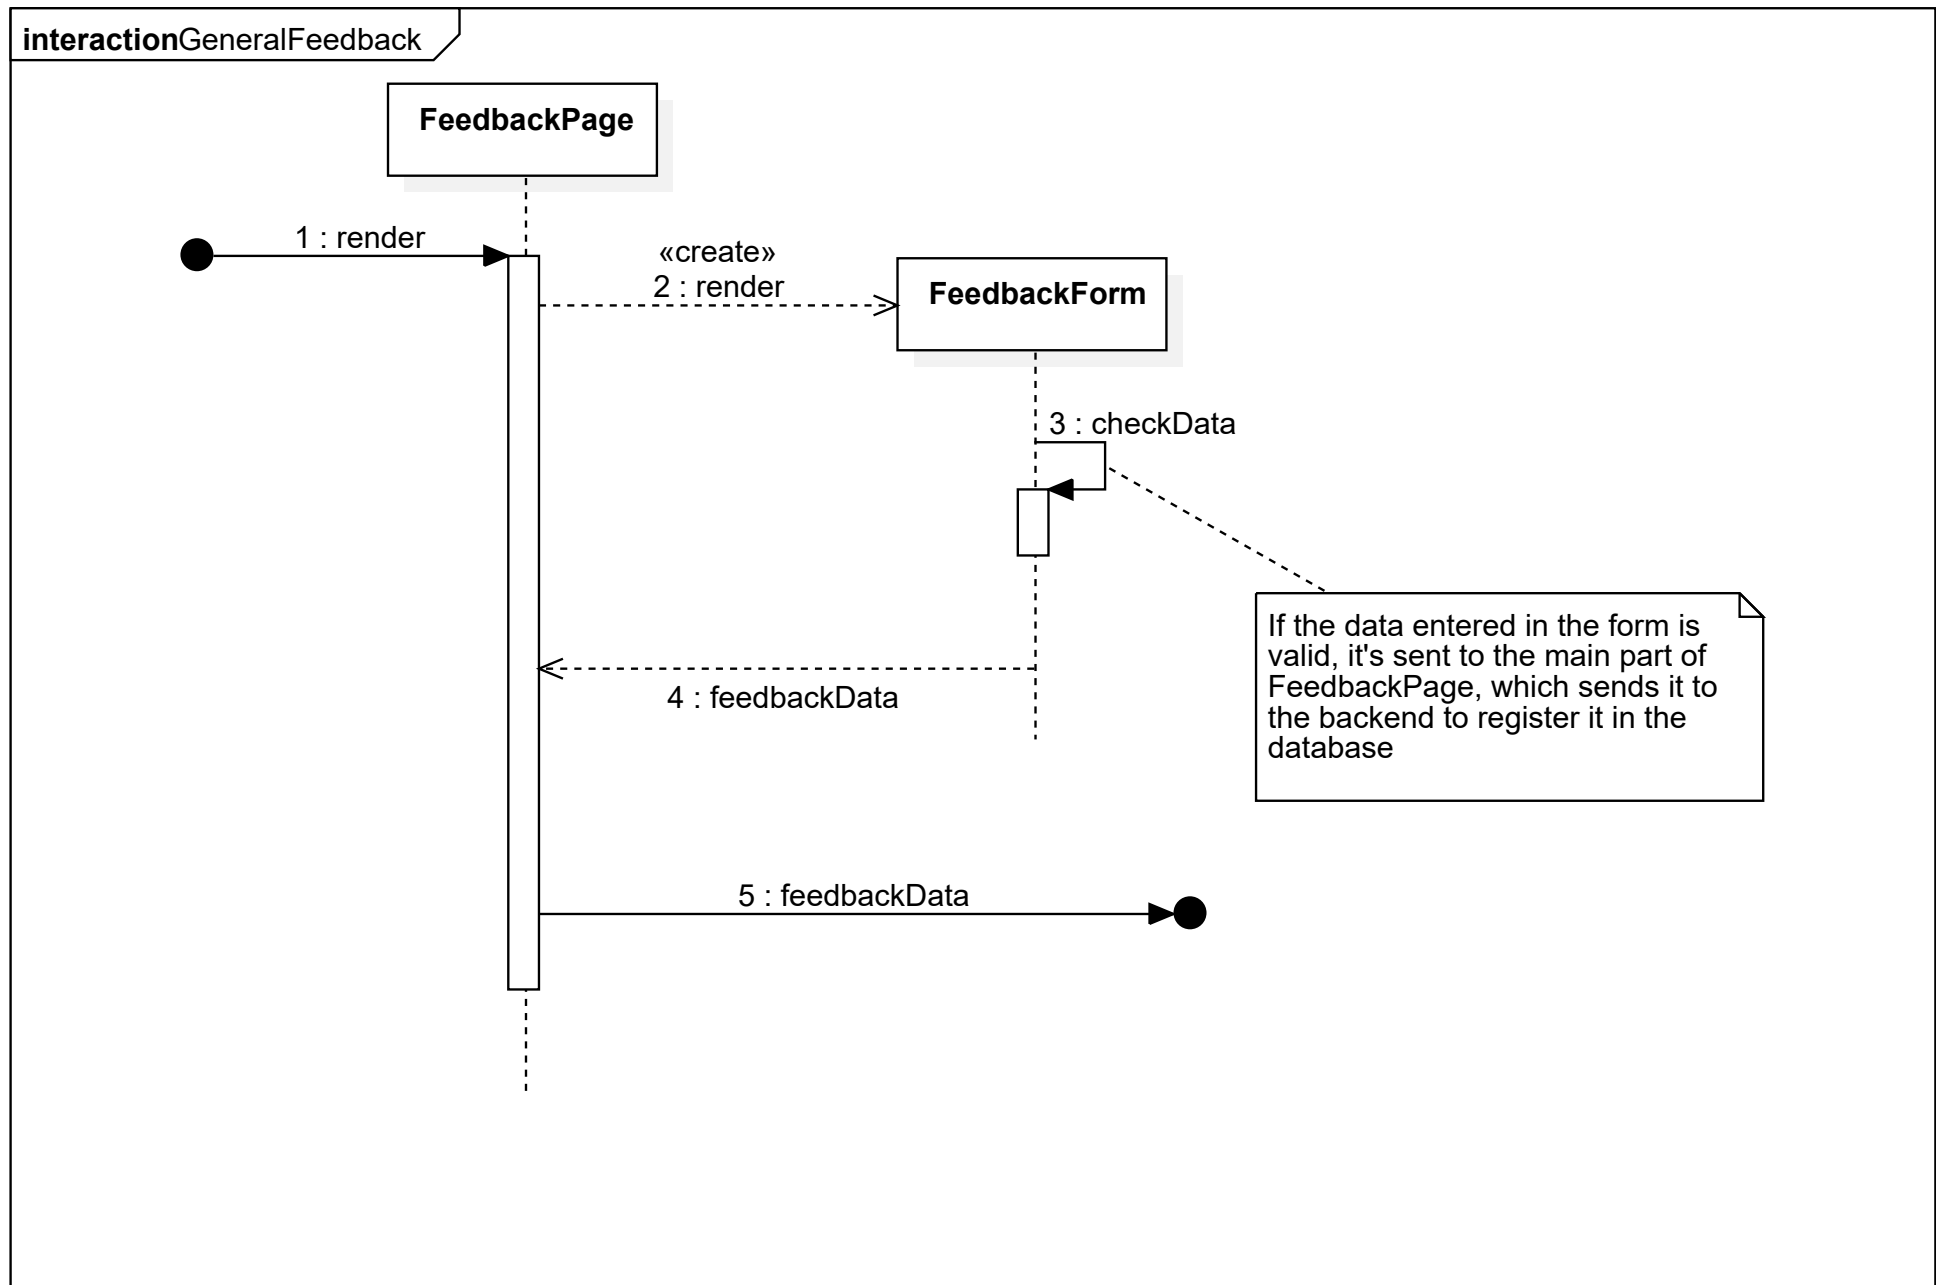 interactionGeneralFeedback
FeedbackPage
1 : render
«create»
2 : render
FeedbackForm
3 : checkData
If the data entered in the form is
valid, it's sent to the main part of
FeedbackPage, which sends it to
the backend to register it in the
database
4 : feedbackData
5 : feedbackData